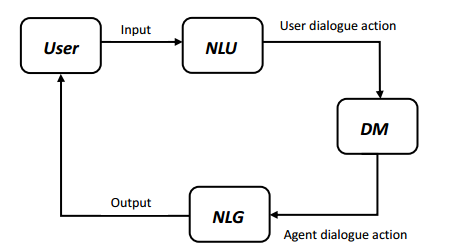 User
Input
NLU
User dialogue action
DM
Agent dialogue action
NLG
Output